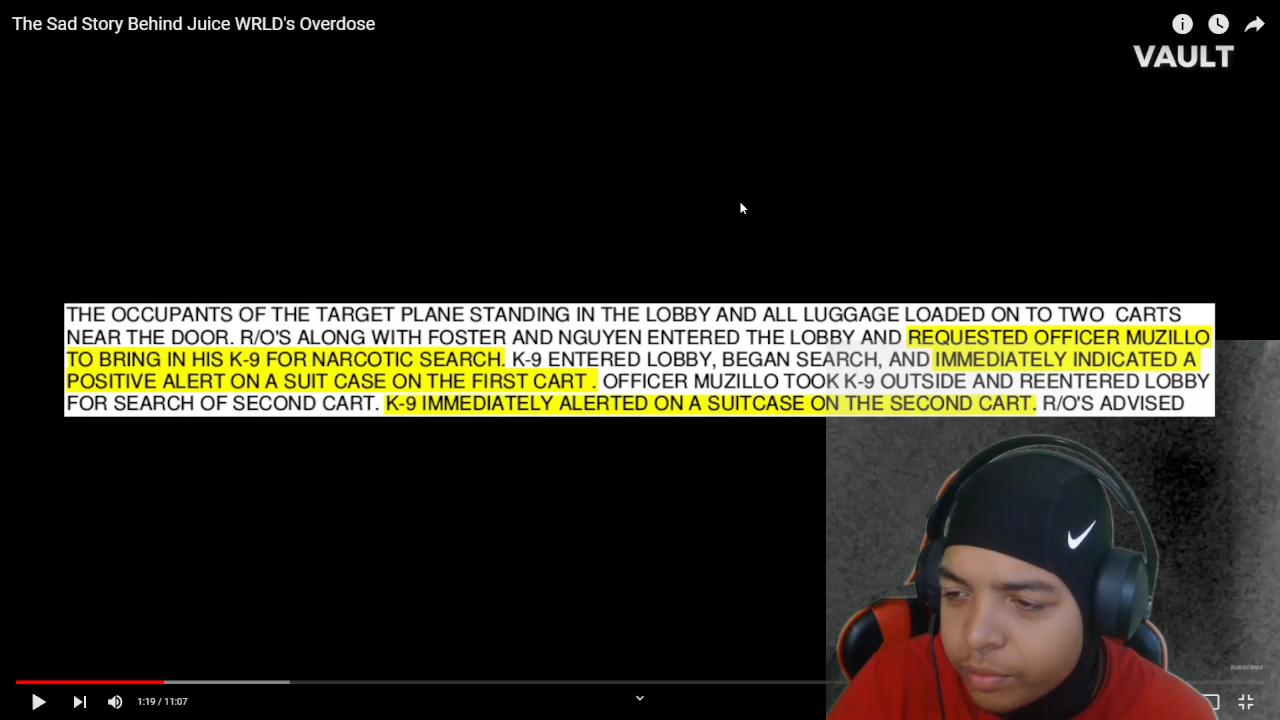 The Sad Story Behind Juice WRLD's Overdose
VAULT
THE OCCUPANTS OF THE TARGET PLANE STANDING IN THE LOBBY AND ALL LUGGAGE LOADED ON TO TWO CARTS
NEAR THE DOOR. R/O'S ALONG WITH FOSTER AND NGUYEN ENTERED THE LOBBY AND REQUESTED OFFICER MUZILLO
TO BRING IN HIS K-9 FOR NARCOTIC SEARCH. K-9 ENTERED LOBBY, BEGAN SEARCH, AND IMMEDIATELY INDICATED A
POSITIVE ALERT ON A SUIT CASE ON THE FIRST CART . OFFICER MUZILLO TOOK K-9 OUTSIDE AND REENTERED LOBBY
FOR SEARCH OF SECOND CART. K-9 IMMEDIATELY ALERTED ON A SUITCASE ON THE SECOND CART. R/O'S ADVISED
SUBSCRIBE
1:19 / 11:07